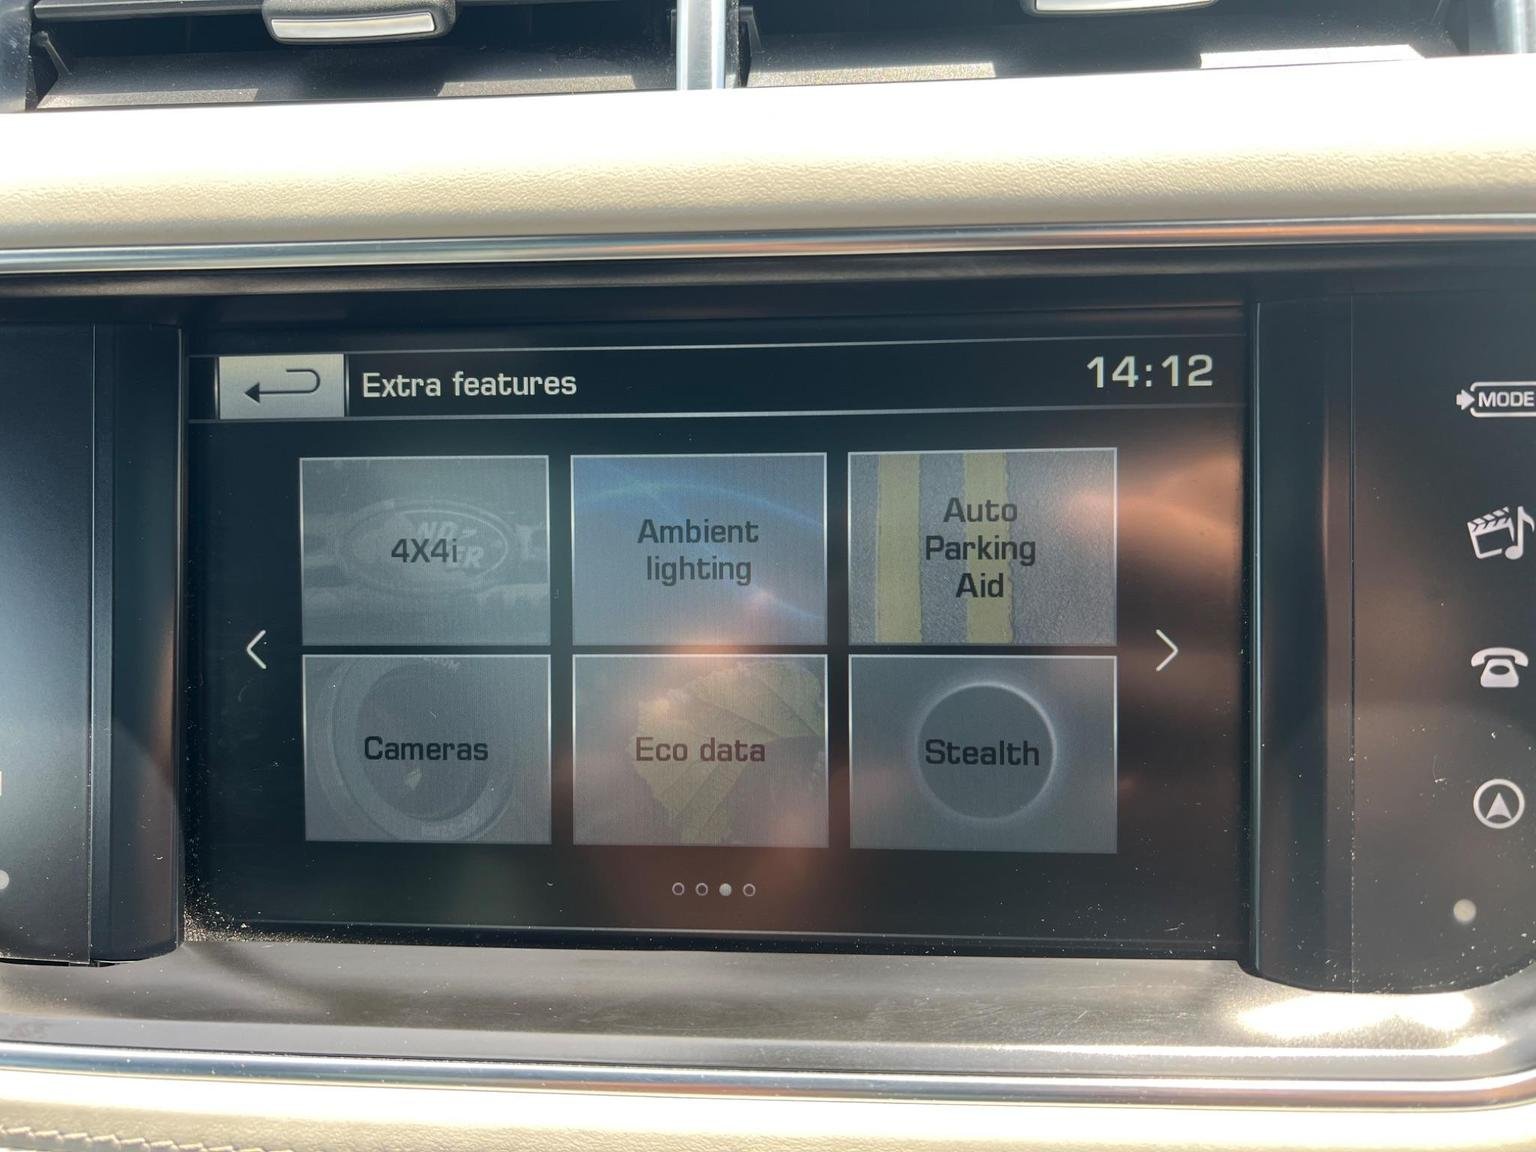 Extra features
14:12
MODE
4X4i
Ambient
lighting
Auto
Parking
Aid
Cameras
Eco data
Stealth